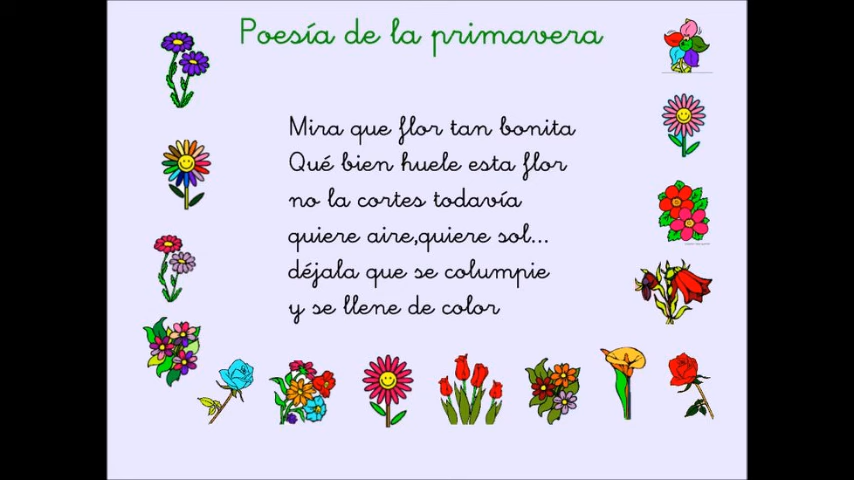 Poesía de la primavera
Mira que flor tan bonita
Qué bien huele esta flor
no la cortes todavía
quiere aire,quiere sol...
déjala que se columpie
y se llene de color